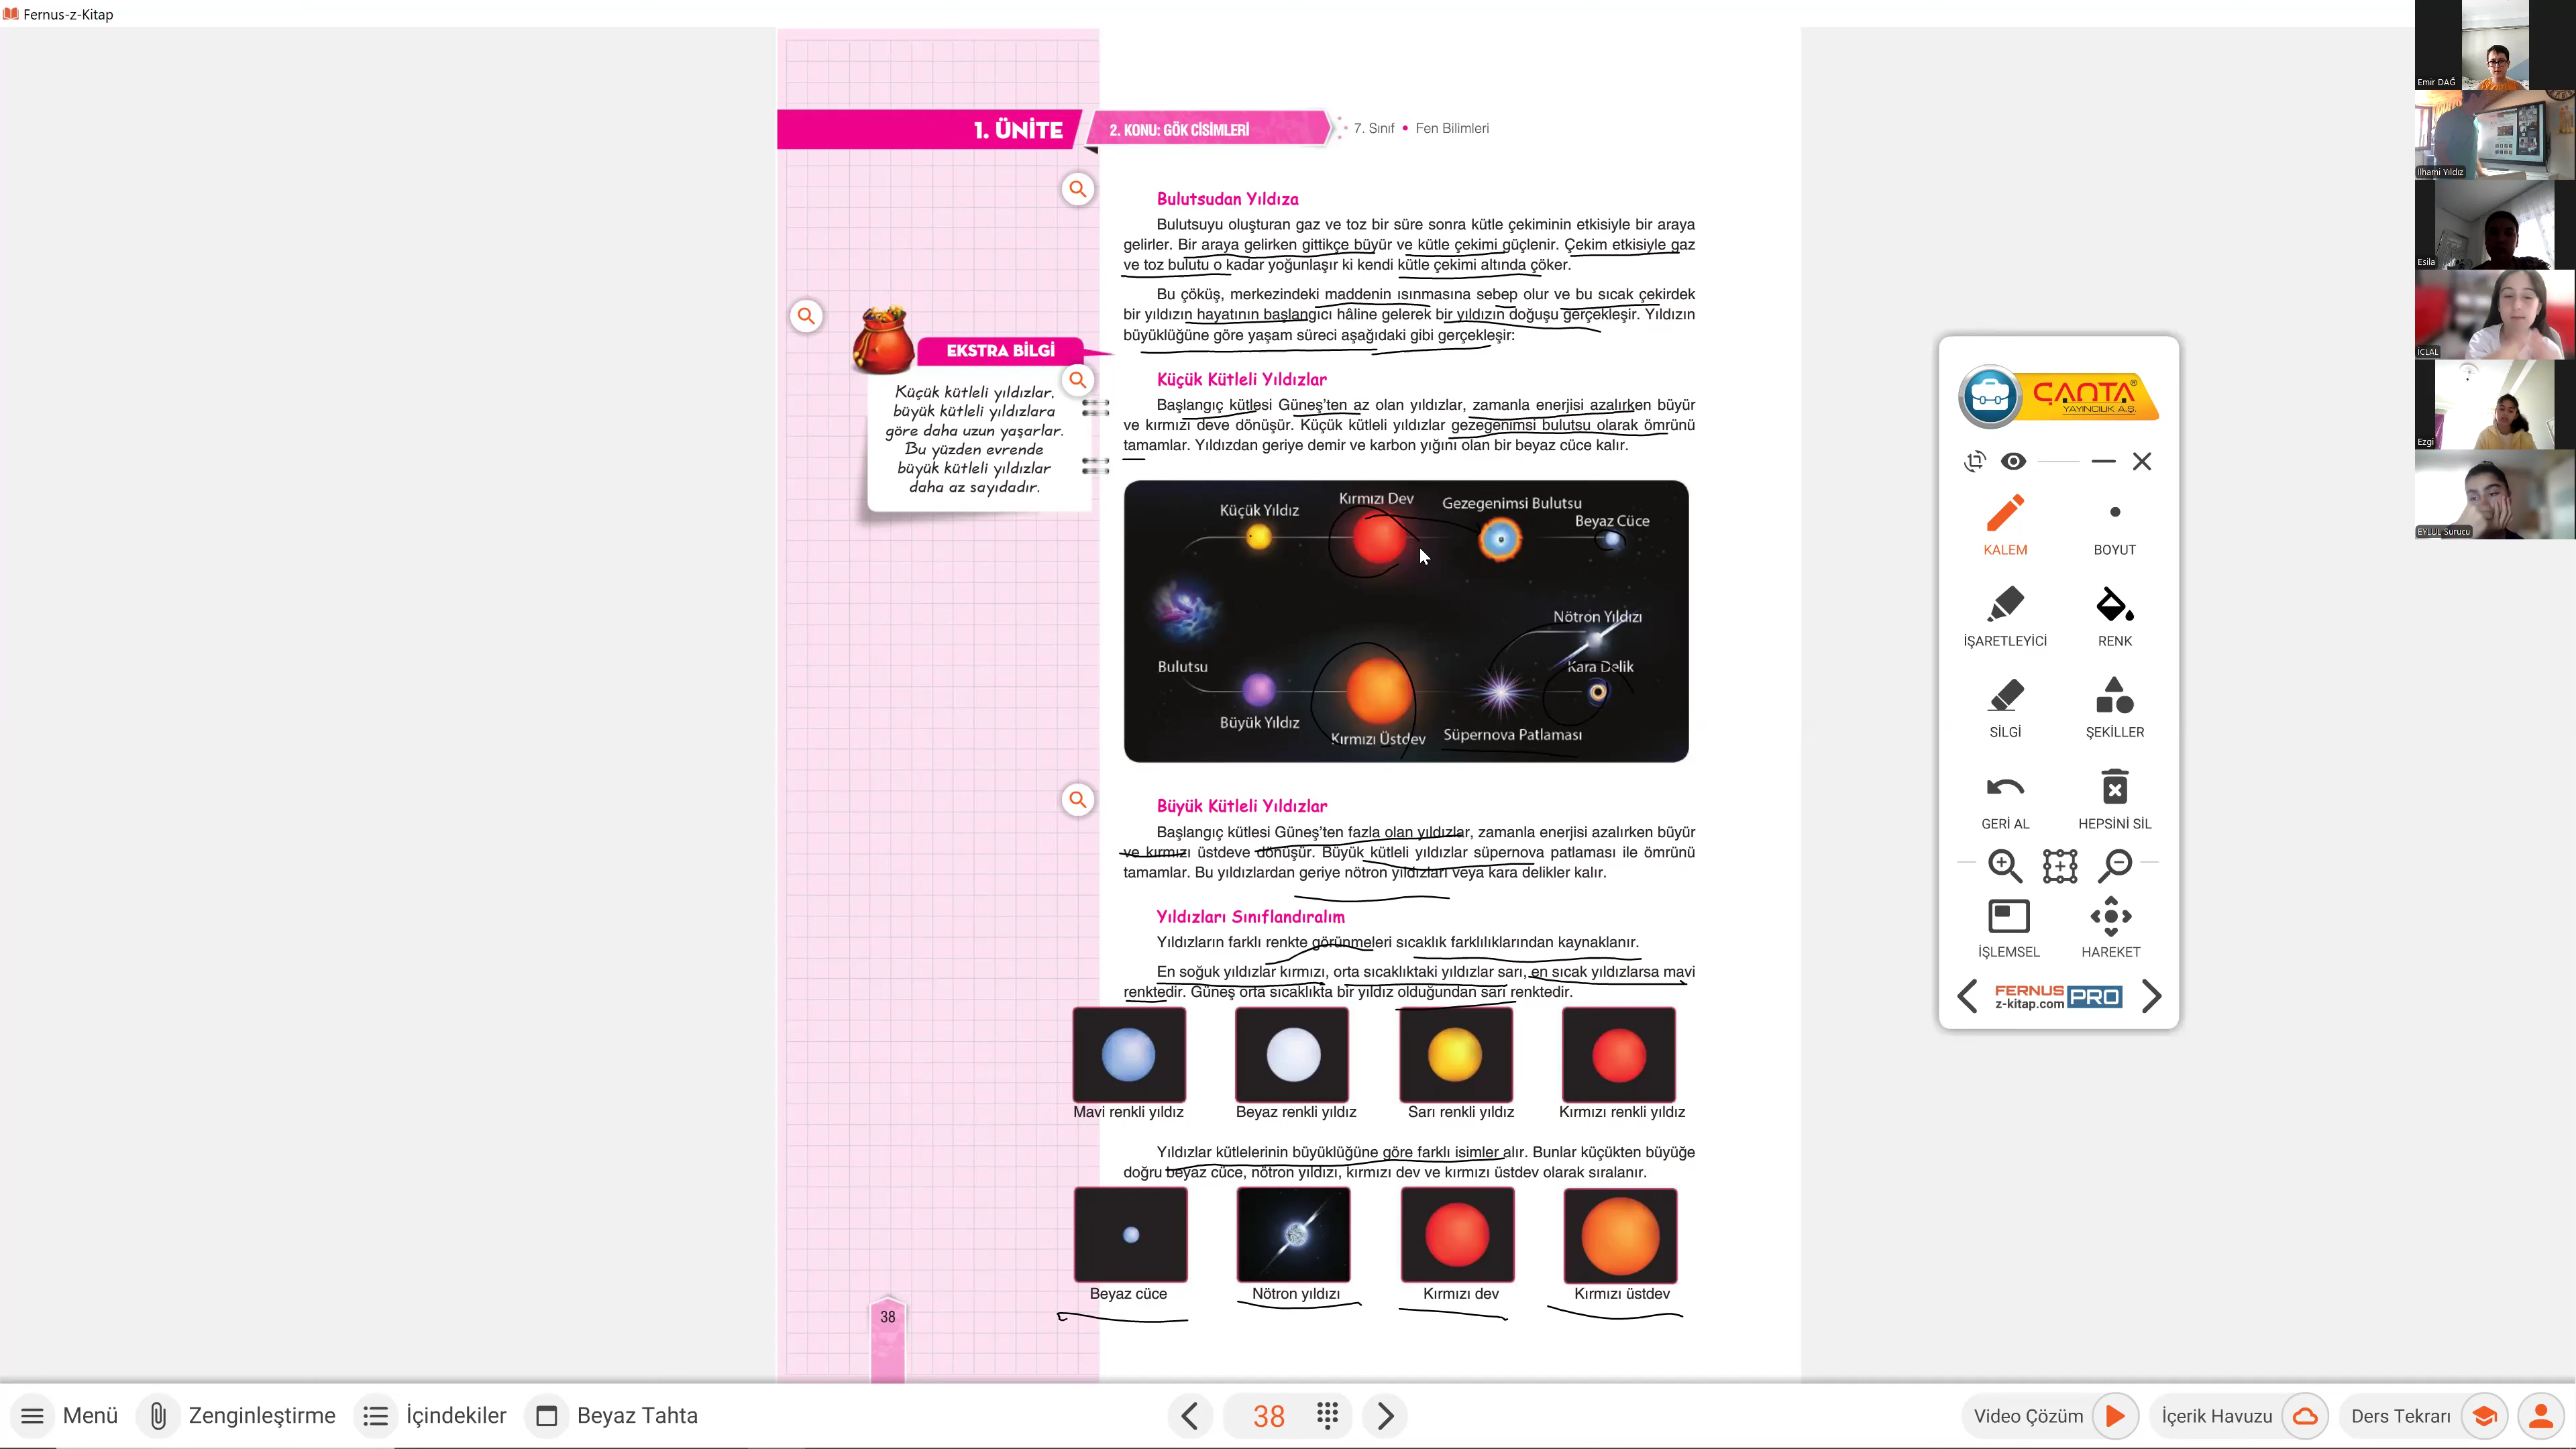 Fernus-z-Kitap
1. ÜNİTE
2. KONU: GÖK CİSİMLERİ
7. Sınıf • Fen Bilimleri
Bulutsudan Yıldıza
Bulutsuyu oluşturan gaz ve toz bir süre sonra kütle çekiminin etkisiyle bir araya
gelirler. Bir araya gelirken gittikçe büyür ve kütle çekimi güçlenir. Çekim etkisiyle gaz
ve toz bulutu o kadar yoğunlaşır ki kendi kütle çekimi altında çöker.
Bu çöküş, merkezindeki maddenin ısınmasına sebep olur ve bu sıcak çekirdek
bir yıldızın hayatının başlangıcı hâline gelerek bir yıldızın doğuşu gerçekleşir. Yıldızın
büyüklüğüne göre yaşam süreci aşağıdaki gibi gerçekleşir:
EKSTRA BİLGİ
Küçük kütleli yıldızlar,
büyük kütleli yıldızlara
göre daha uzun yaşarlar.
Bu yüzden evrende
büyük kütleli yıldızlar
daha az sayıdadır.
Küçük Kütleli Yıldızlar
Başlangıç kütlesi Güneş’ten az olan yıldızlar, zamanla enerjisi azalırken büyür
ve kırmızı deve dönüşür. Küçük kütleli yıldızlar gezegenimsi bulutsu olarak ömrünü
tamamlar. Yıldızdan geriye demir ve karbon yığını olan bir beyaz cüce kalır.
Küçük Yıldız
Kırmızı Dev
Gezegenimsi Bulutsu
Beyaz Cüce
Nötron Yıldızı
Bulutsu
Kara Delik
Büyük Yıldız
Kırmızı Üstdev
Süpernova Patlaması
Büyük Kütleli Yıldızlar
Başlangıç kütlesi Güneş’ten fazla olan yıldızlar, zamanla enerjisi azalırken büyür
ve kırmızı üstdeve dönüşür. Büyük kütleli yıldızlar süpernova patlaması ile ömrünü
tamamlar. Bu yıldızlardan geriye nötron yıldızları veya kara delikler kalır.
Yıldızları Sınıflandıralım
Yıldızların farklı renkte görünmeleri sıcaklık farklılıklarından kaynaklanır.
En soğuk yıldızlar kırmızı, orta sıcaklıktaki yıldızlar sarı, en sıcak yıldızlarsa mavi
renktedir. Güneş orta sıcaklıkta bir yıldız olduğundan sarı renktedir.
Mavi renkli yıldız
Beyaz renkli yıldız
Sarı renkli yıldız
Kırmızı renkli yıldız
Yıldızlar kütlelerinin büyüklüğüne göre farklı isimler alır. Bunlar küçükten büyüğe
doğru beyaz cüce, nötron yıldızı, kırmızı dev ve kırmızı üstdev olarak sıralanır.
Beyaz cüce
Nötron yıldızı
Kırmızı dev
Kırmızı üstdev
38
ÇANTA®
YAYINCILIK A.Ş.
KALEM
BOYUT
İŞARETLEYİCİ
RENK
SİLGİ
ŞEKİLLER
GERİ AL
HEPSİNİ SİL
İŞLEMSEL
HAREKET
FERNUS
z-kitap.com
PRO
Emir DAĞ
İlhami Yıldız
Esila
İCLAL
Ezgi
EYLÜL Surucu
Menü
Zenginleştirme
İçindekiler
Beyaz Tahta
38
Video Çözüm
İçerik Havuzu
Ders Tekrarı